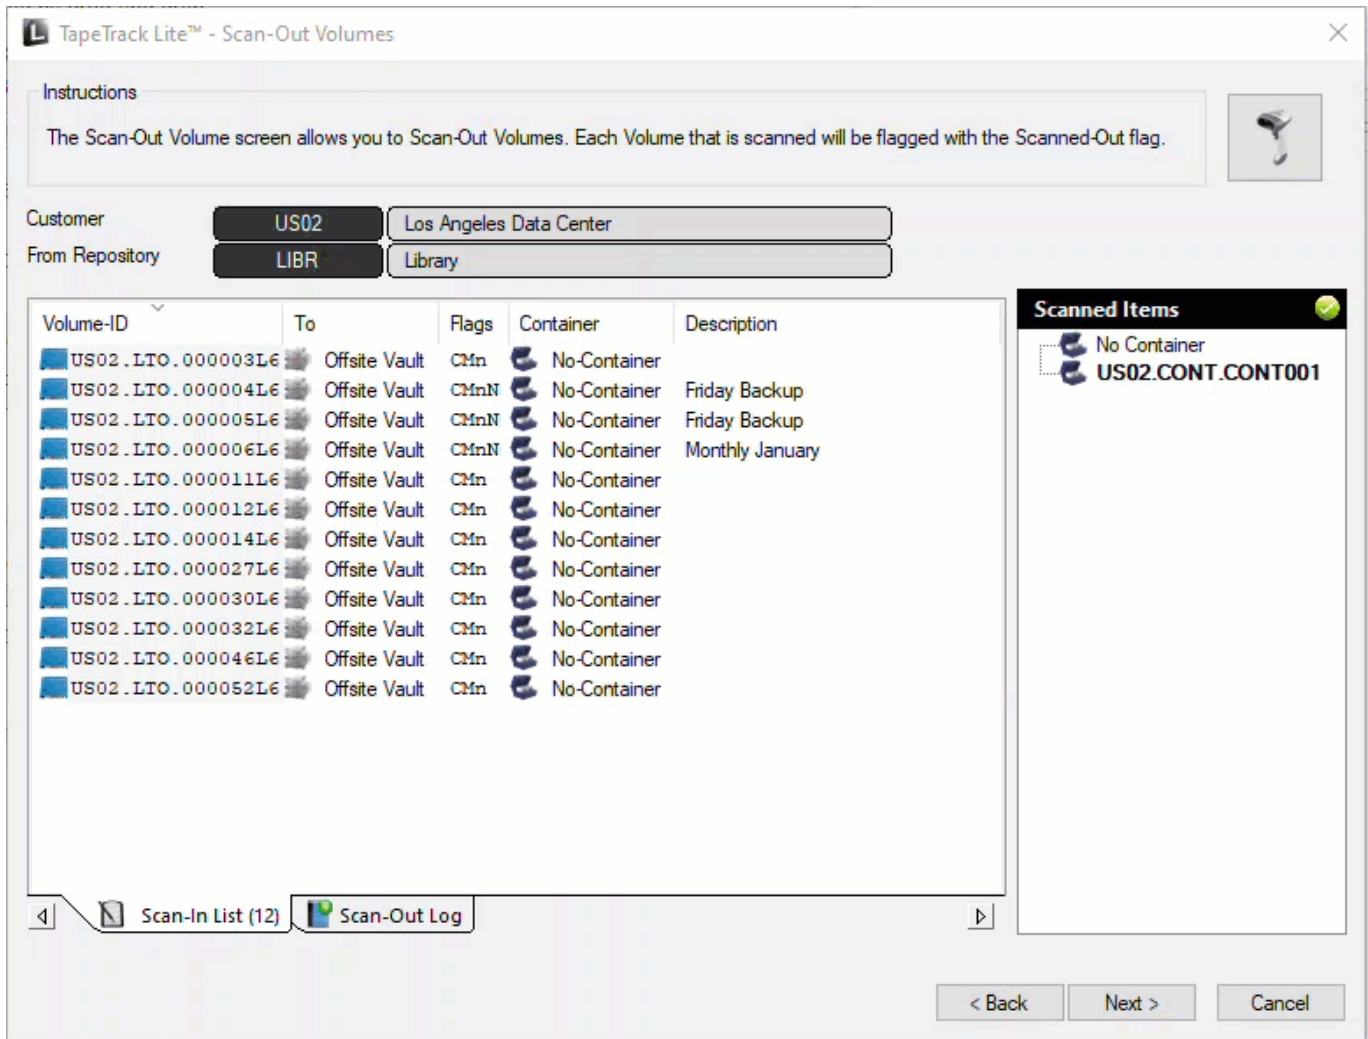 TapeTrack Lite™ - Scan-Out Volumes
Instructions
The Scan-Out Volume screen allows you to Scan-Out Volumes. Each Volume that is scanned will be flagged with the Scanned-Out flag.
Customer US02 Los Angeles Data Center
From Repository LIBR Library
Volume-ID To Flags Container Description
US02.LTO.000003L6 Offsite Vault CMn No-Container
US02.LTO.000004L6 Offsite Vault CMnN No-Container Friday Backup
US02.LTO.000005L6 Offsite Vault CMnN No-Container Friday Backup
US02.LTO.000006L6 Offsite Vault CMnN No-Container Monthly January
US02.LTO.000011L6 Offsite Vault CMn No-Container
US02.LTO.000012L6 Offsite Vault CMn No-Container
US02.LTO.000014L6 Offsite Vault CMn No-Container
US02.LTO.000027L6 Offsite Vault CMn No-Container
US02.LTO.000030L6 Offsite Vault CMn No-Container
US02.LTO.000032L6 Offsite Vault CMn No-Container
US02.LTO.000046L6 Offsite Vault CMn No-Container
US02.LTO.000052L6 Offsite Vault CMn No-Container
Scanned Items
No Container
US02.CONT.CONT001
Scan-In List (12) Scan-Out Log
< Back Next > Cancel